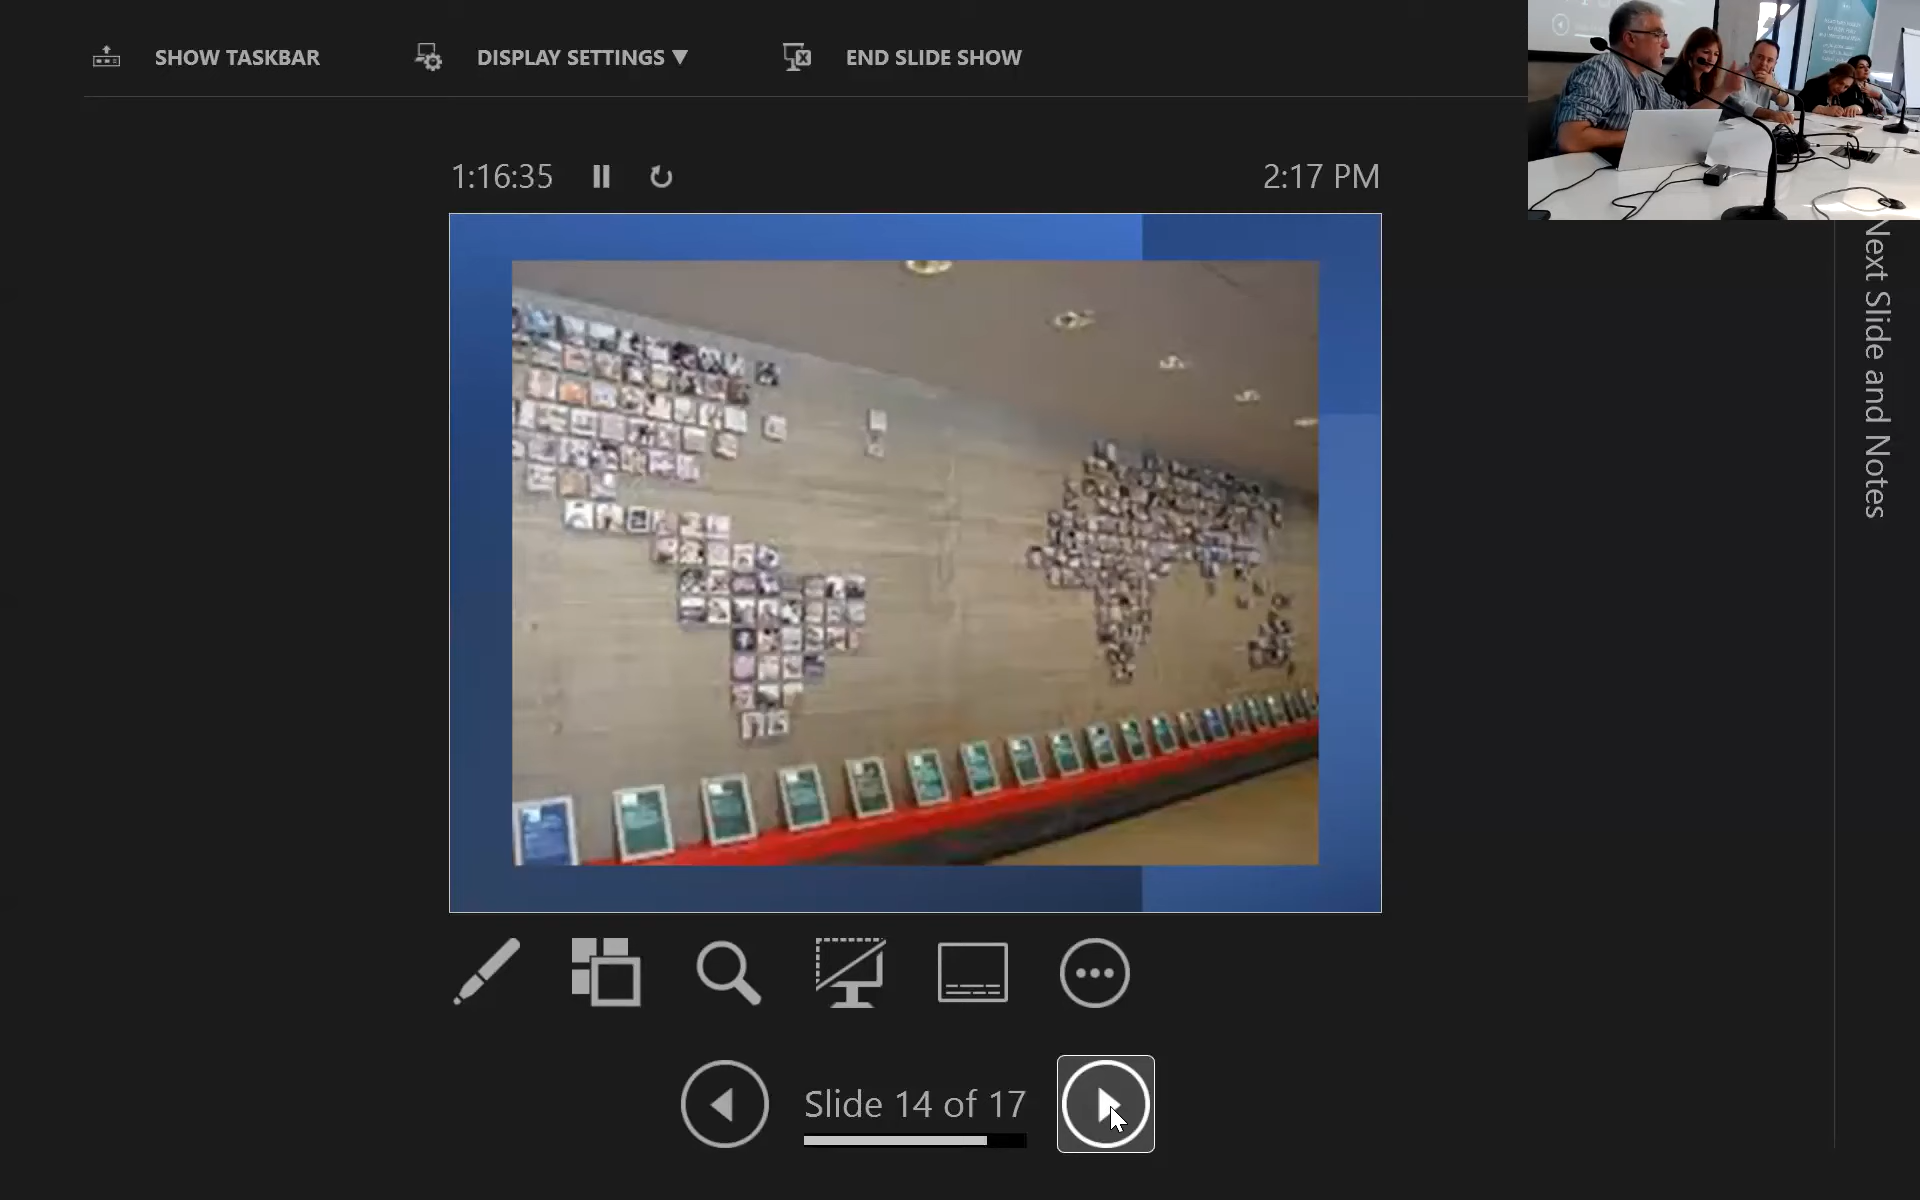 SHOW TASKBAR
DISPLAY SETTINGS ▼
END SLIDE SHOW
1:16:35
2:17 PM
Next Slide and Notes
Slide 14 of 17